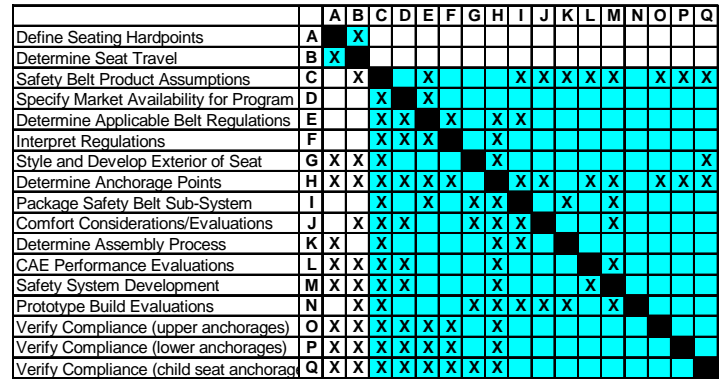 A B C D E F G H I J K L M N O P Q
Define Seating Hardpoints A X
Determine Seat Travel B X
Safety Belt Product Assumptions C X X X X X X X X X X
Specify Market Availability for Program D X X
Determine Applicable Belt Regulations E X X X X X
Interpret Regulations F X X X X
Style and Develop Exterior of Seat G X X X X X
Determine Anchorage Points H X X X X X X X X X X X X X
Package Safety Belt Sub-System I X X X X X X
Comfort Considerations/Evaluations J X X X X X X X
Determine Assembly Process K X X X X
CAE Performance Evaluations L X X X X X X
Safety System Development M X X X X X X
Prototype Build Evaluations N X X X X X X X X
Verify Compliance (upper anchorages) O X X X X X X X
Verify Compliance (lower anchorages) P X X X X X X X
Verify Compliance (child seat anchorage Q X X X X X X X X